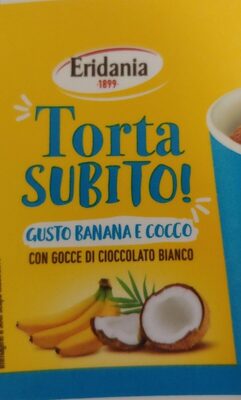 Eridania
1899
Torta
SUBITO!
GUSTO BANANA E COCCO
CON GOCCE DI CIOCCOLATO BIANCO